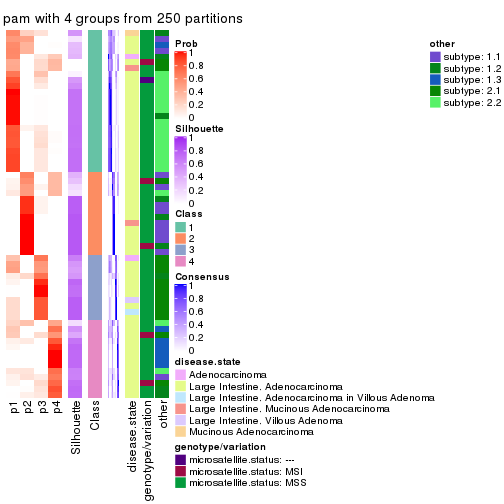 pam with 4 groups from 250 partitions
Prob
1
0.8
0.6
0.4
0.2
0
Silhouette
1
0.8
0.6
0.4
0.2
0
Class
1
2
3
4
Consensus
1
0.8
0.6
0.4
0.2
0
disease.state
Adenocarcinoma
Large Intestine. Adenocarcinoma
Large Intestine. Adenocarcinoma in Villous Adenoma
Large Intestine. Mucinous Adenocarcinoma
Large Intestine. Villous Adenoma
Mucinous Adenocarcinoma
genotype/variation
microsatellite.status: ---
microsatellite.status: MSI
microsatellite.status: MSS
other
subtype: 1.1
subtype: 1.2
subtype: 1.3
subtype: 2.1
subtype: 2.2
p1
p2
p3
p4
Silhouette
Class
disease.state
genotype/variation
other